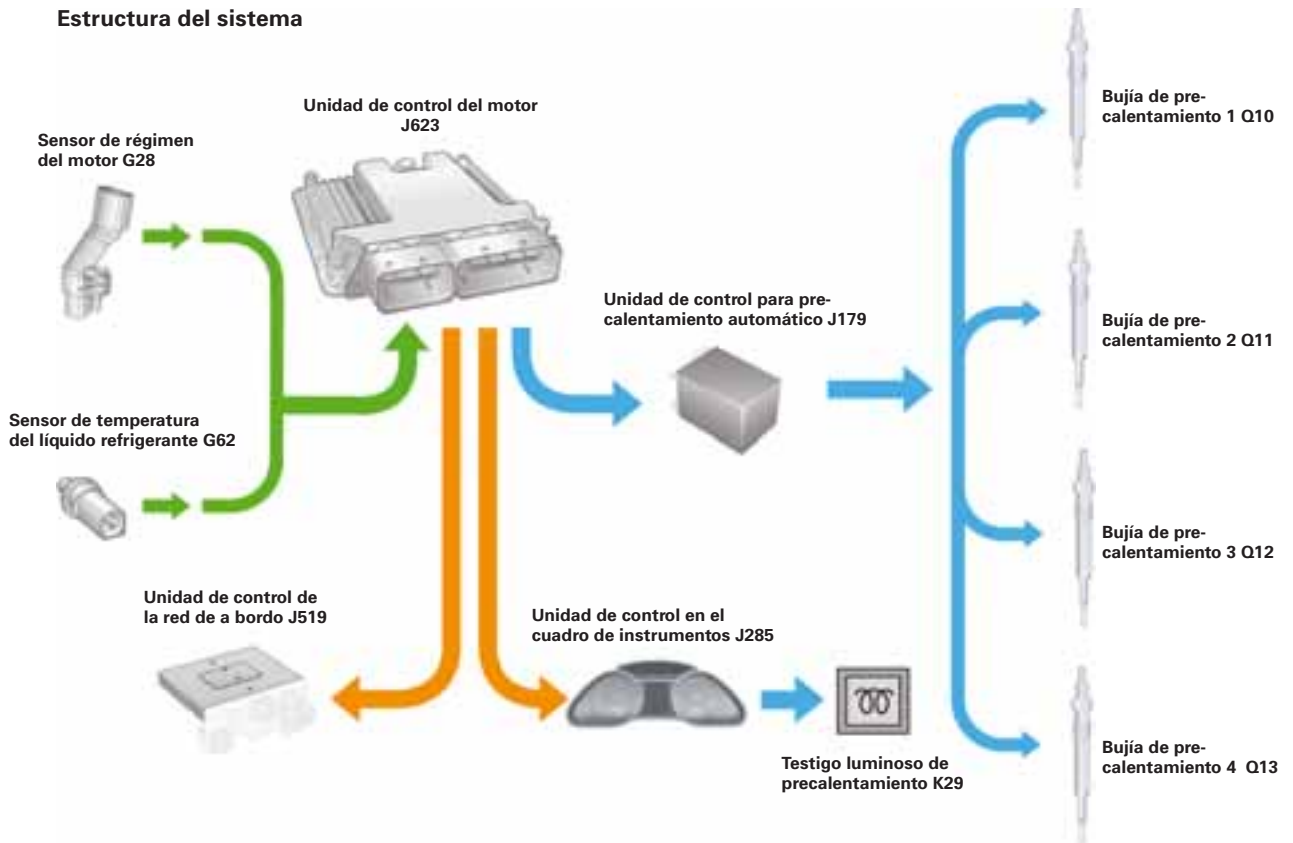 Estructura del sistema
Unidad de control del motor
J623
Sensor de régimen
del motor G28
Bujía de pre-
calentamiento 1 Q10
Unidad de control para pre-
calentamiento automático J179
Bujía de pre-
calentamiento 2 Q11
Sensor de temperatura
del líquido refrigerante G62
Bujía de pre-
calentamiento 3 Q12
Unidad de control de
la red de a bordo J519
Unidad de control en el
cuadro de instrumentos J285
Testigo luminoso de
precalentamiento K29
Bujía de pre-
calentamiento 4 Q13